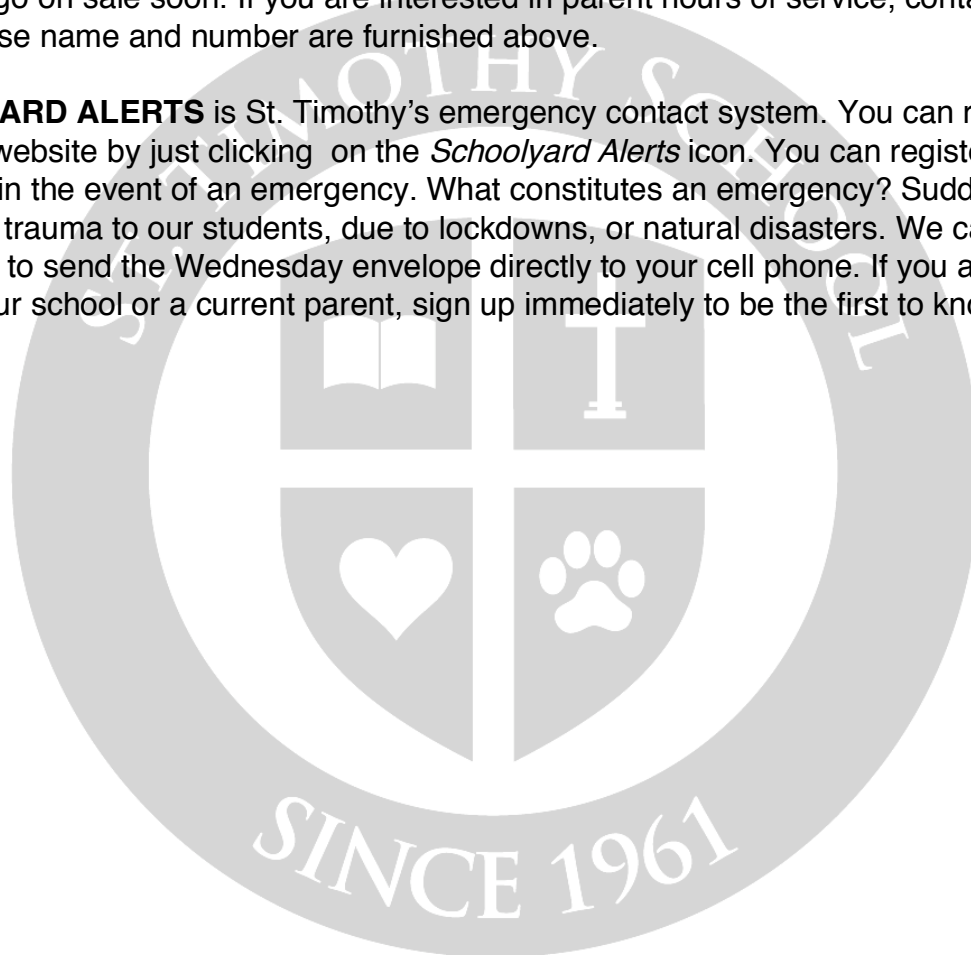 go on sale soon. If you are interested in parent hours of service, conta
se name and number are furnished above.
ARD ALERTS is St. Timothy’s emergency contact system. You can r
website by just clicking  on the Schoolyard Alerts icon. You can registe
in the event of an emergency. What constitutes an emergency? Sudd
trauma to our students, due to lockdowns, or natural disasters. We ca
to send the Wednesday envelope directly to your cell phone. If you a
ur school or a current parent, sign up immediately to be the first to kno
ST. TIMOTHY SCHOOL
SINCE 1961